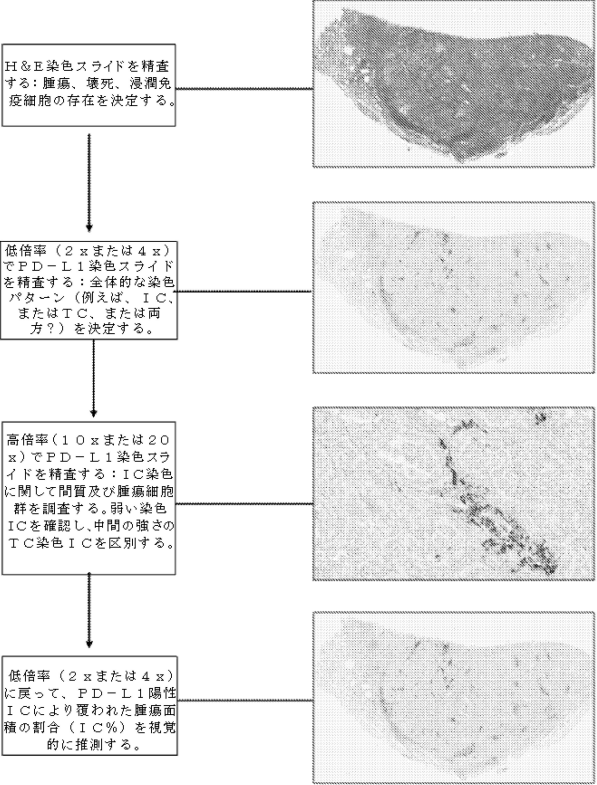 Ｈ＆Ｅ染色スライドを精査
する：腫瘍、壊死、浸潤免
疫細胞の存在を決定する。
低倍率（２ｘまたは４ｘ）
でＰＤ－Ｌ１染色スライド
を精査する：全体的な染色
パターン（例えば、ＩＣ、
またはＴＣ、または両
方？）を決定する。
高倍率（１０ｘまたは２０
ｘ）でＰＤ－Ｌ１染色スラ
イドを精査する：ＩＣ染色
に関して間質及び腫瘍細胞
群を調査する。弱い染色
ＩＣを確認し、中間の強さの
ＴＣ染色ＩＣを区別する。
低倍率（２ｘまたは４ｘ）
に戻って、ＰＤ－Ｌ１陽性
ＩＣにより覆われた腫瘍面
積の割合（ＩＣ％）を視覚
的に推測する。